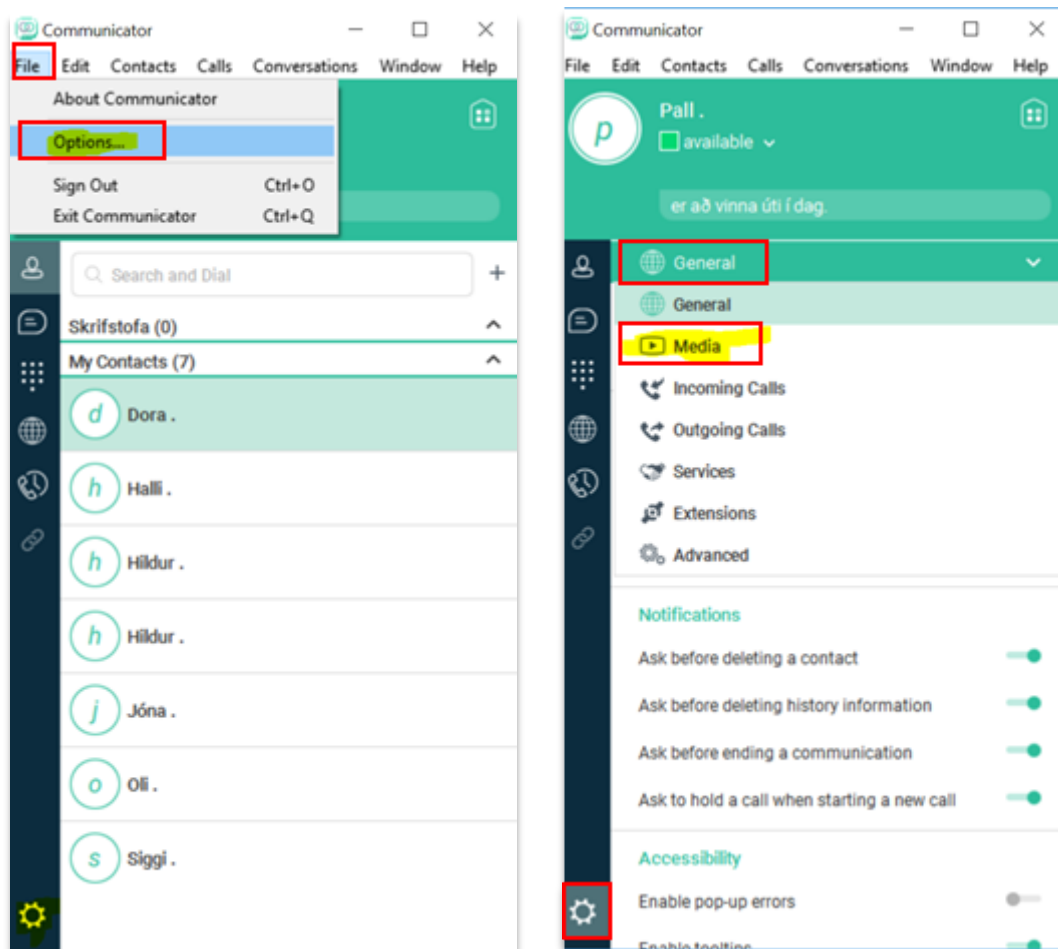 Communicator
File Edit Contacts Calls Conversations Window Help
About Communicator
Options...
Sign Out Ctrl+O
Exit Communicator Ctrl+Q
Search and Dial
Skrifstofa (0)
My Contacts (7)
d Dora .
h Halli .
h Hildur .
h Hildur .
j Jóna .
o Oli .
s Siggi .
Communicator
File Edit Contacts Calls Conversations Window Help
p
Pall .
available
er að vinna úti í dag.
General
General
Media
Incoming Calls
Outgoing Calls
Services
Extensions
Advanced
Notifications
Ask before deleting a contact
Ask before deleting history information
Ask before ending a communication
Ask to hold a call when starting a new call
Accessibility
Enable pop-up errors
Enable tooltips